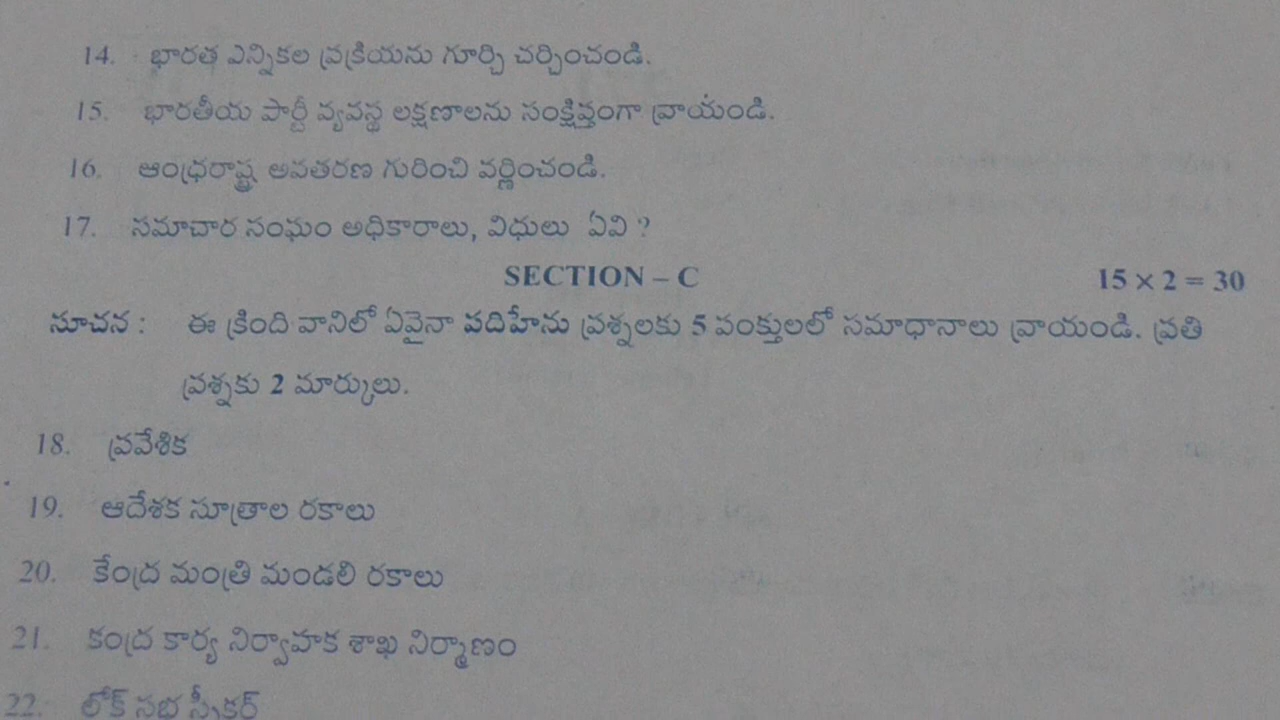 14. భారత ఎన్నికల ప్రక్రియను గూర్చి చర్చించండి.
15. భారతీయ పార్టీ వ్యవస్థ లక్షణాలను సంక్షిప్తంగా వ్రాయండి.
16. ఆంధ్రరాష్ట్ర అవతరణ గురించి వర్ణించండి.
17. సమాచార సంఘం అధికారాలు, విధులు ఏవి ?
SECTION – C 15 × 2 = 30
సూచన : ఈ క్రింది వానిలో ఏవైనా పదిహేను ప్రశ్నలకు 5 పంక్తులలో సమాధానాలు వ్రాయండి. ప్రతి
ప్రశ్నకు 2 మార్కులు.
18. ప్రవేశిక
19. ఆదేశక సూత్రాల రకాలు
20. కేంద్ర మంత్రి మండలి రకాలు
21. కంద్ర కార్య నిర్వాహక శాఖ నిర్మాణం
22. లోక్ సభ స్పీకర్